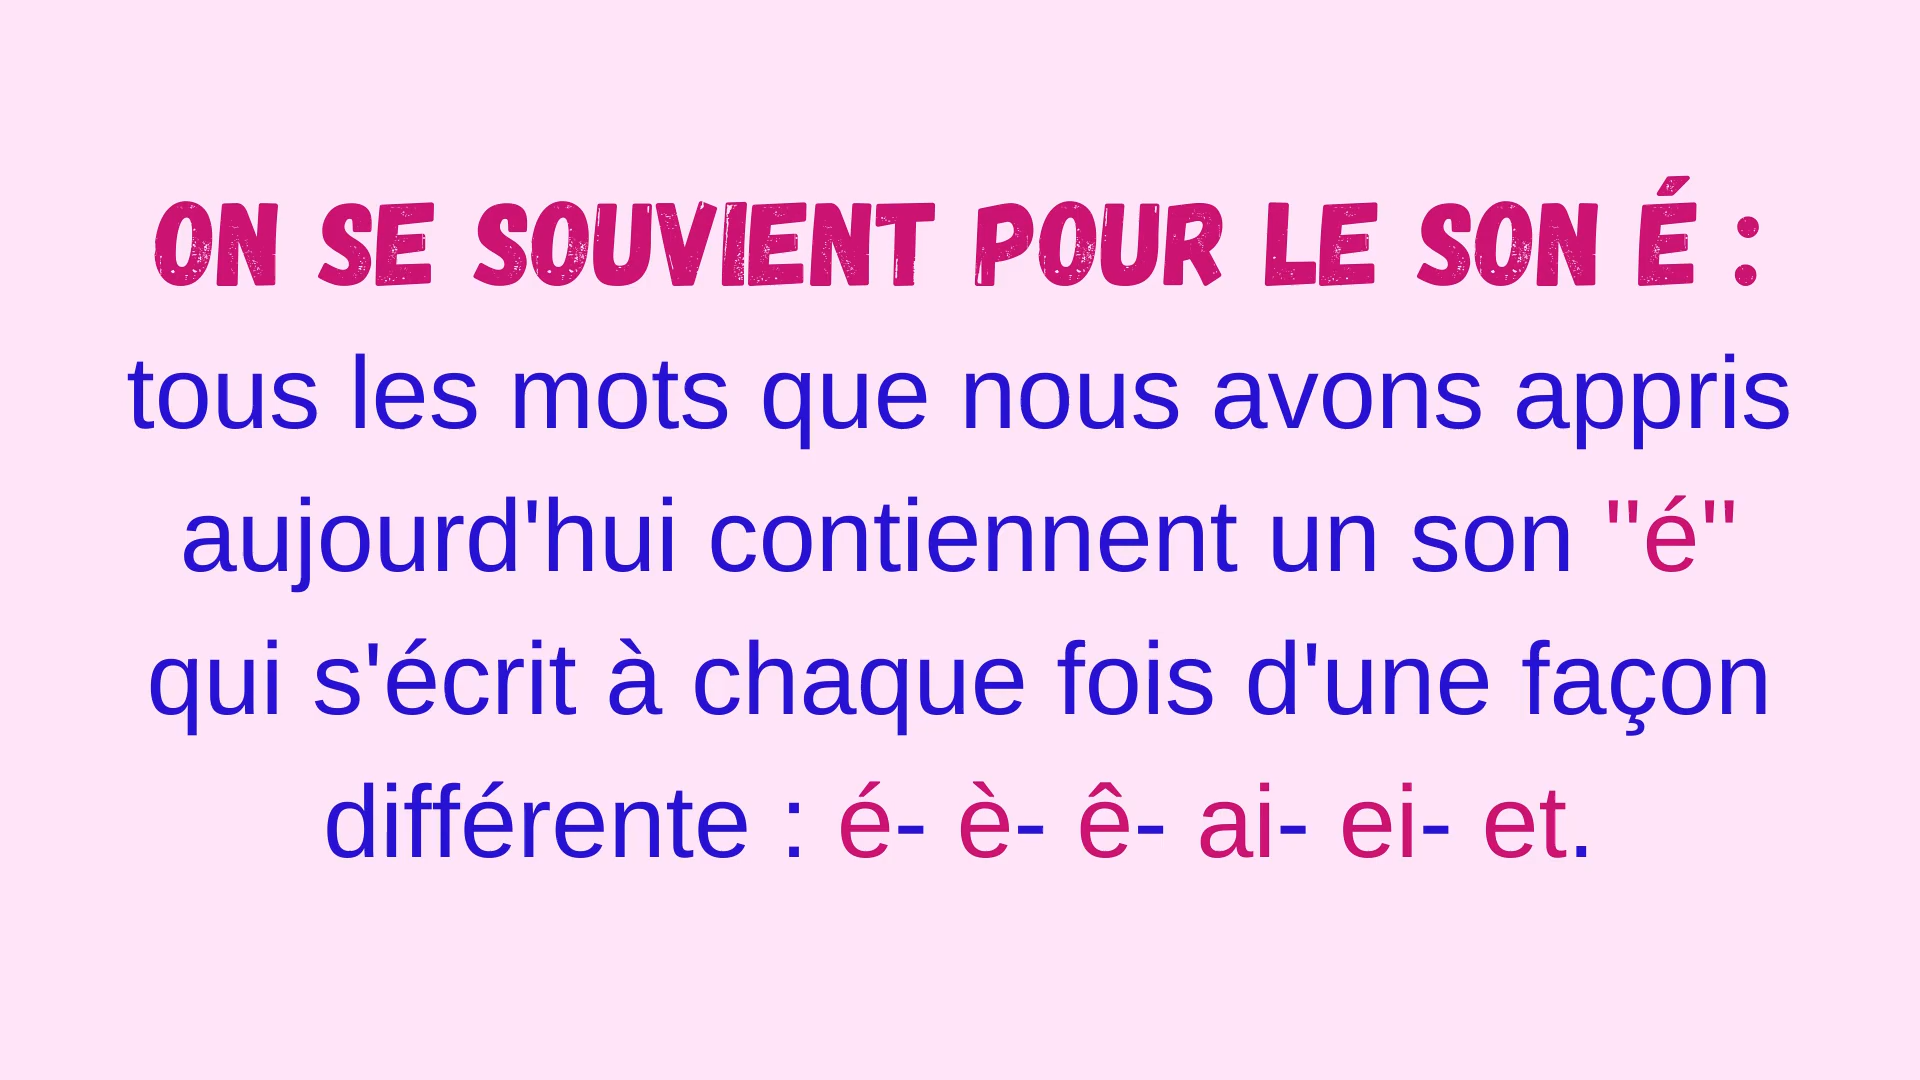 ON SE SOUVIENT POUR LE SON É :
tous les mots que nous avons appris
aujourd'hui contiennent un son "é"
qui s'écrit à chaque fois d'une façon
différente : é- è- ê- ai- ei- et.